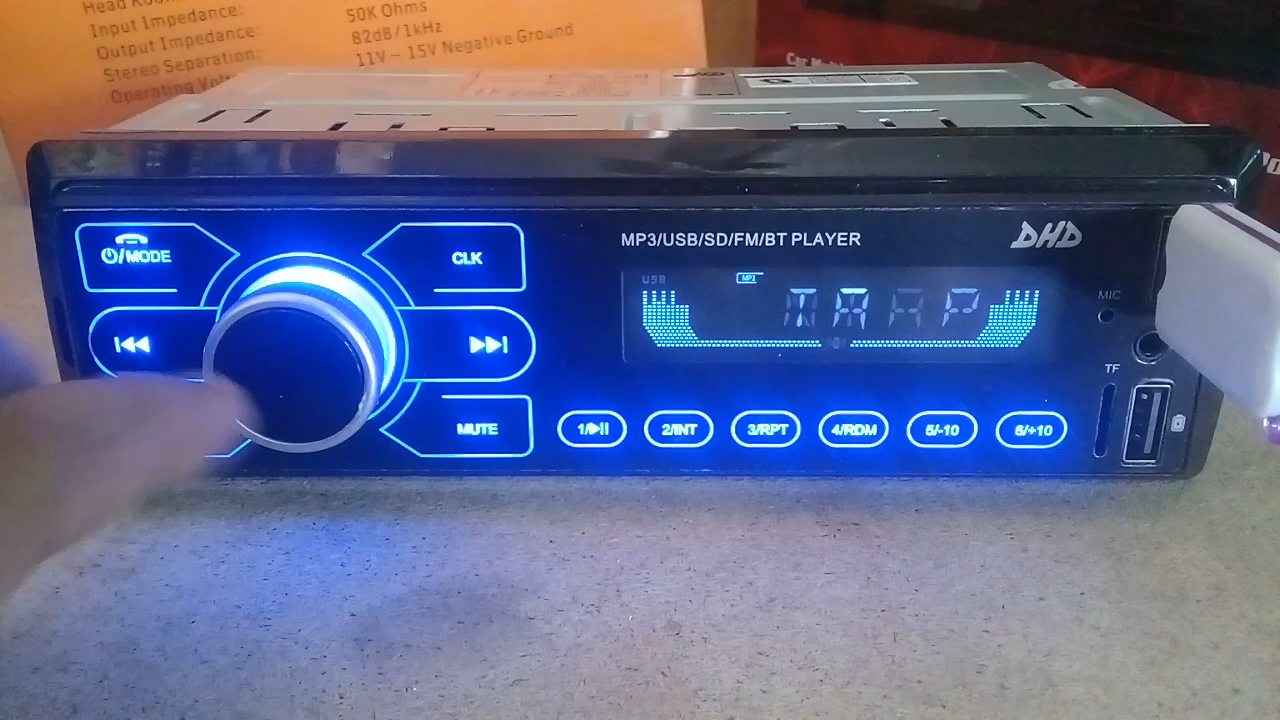 Input Impedance: 50K Ohms
Output Impedance: 82dB/1kHz
Stereo Separation: 11V~15V Negative Ground
Operating
Car
MP3/USB/SD/FM/BT PLAYER
DHD
/MODE
CLK
USB
MP3
MIC
TF
MUTE
1/
2/INT
3/RPT
4/RDM
5/-10
6/+10